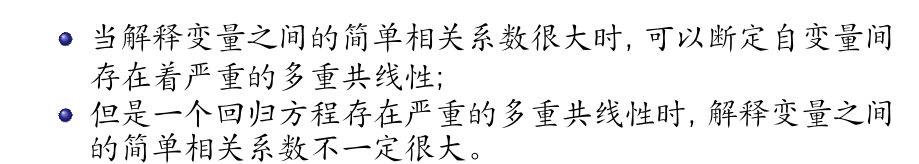 当解释变量之间的简单相关系数很大时, 可以断定自变量间
存在着严重的多重共线性;
但是一个回归方程存在严重的多重共线性时, 解释变量之间
的简单相关系数不一定很大。